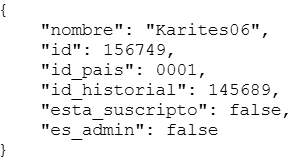 {
    "nombre": "Karites06",
    "id": 156749,
    "id_pais": 0001,
    "id_historial": 145689,
    "esta_suscripto": false,
    "es_admin": false
}